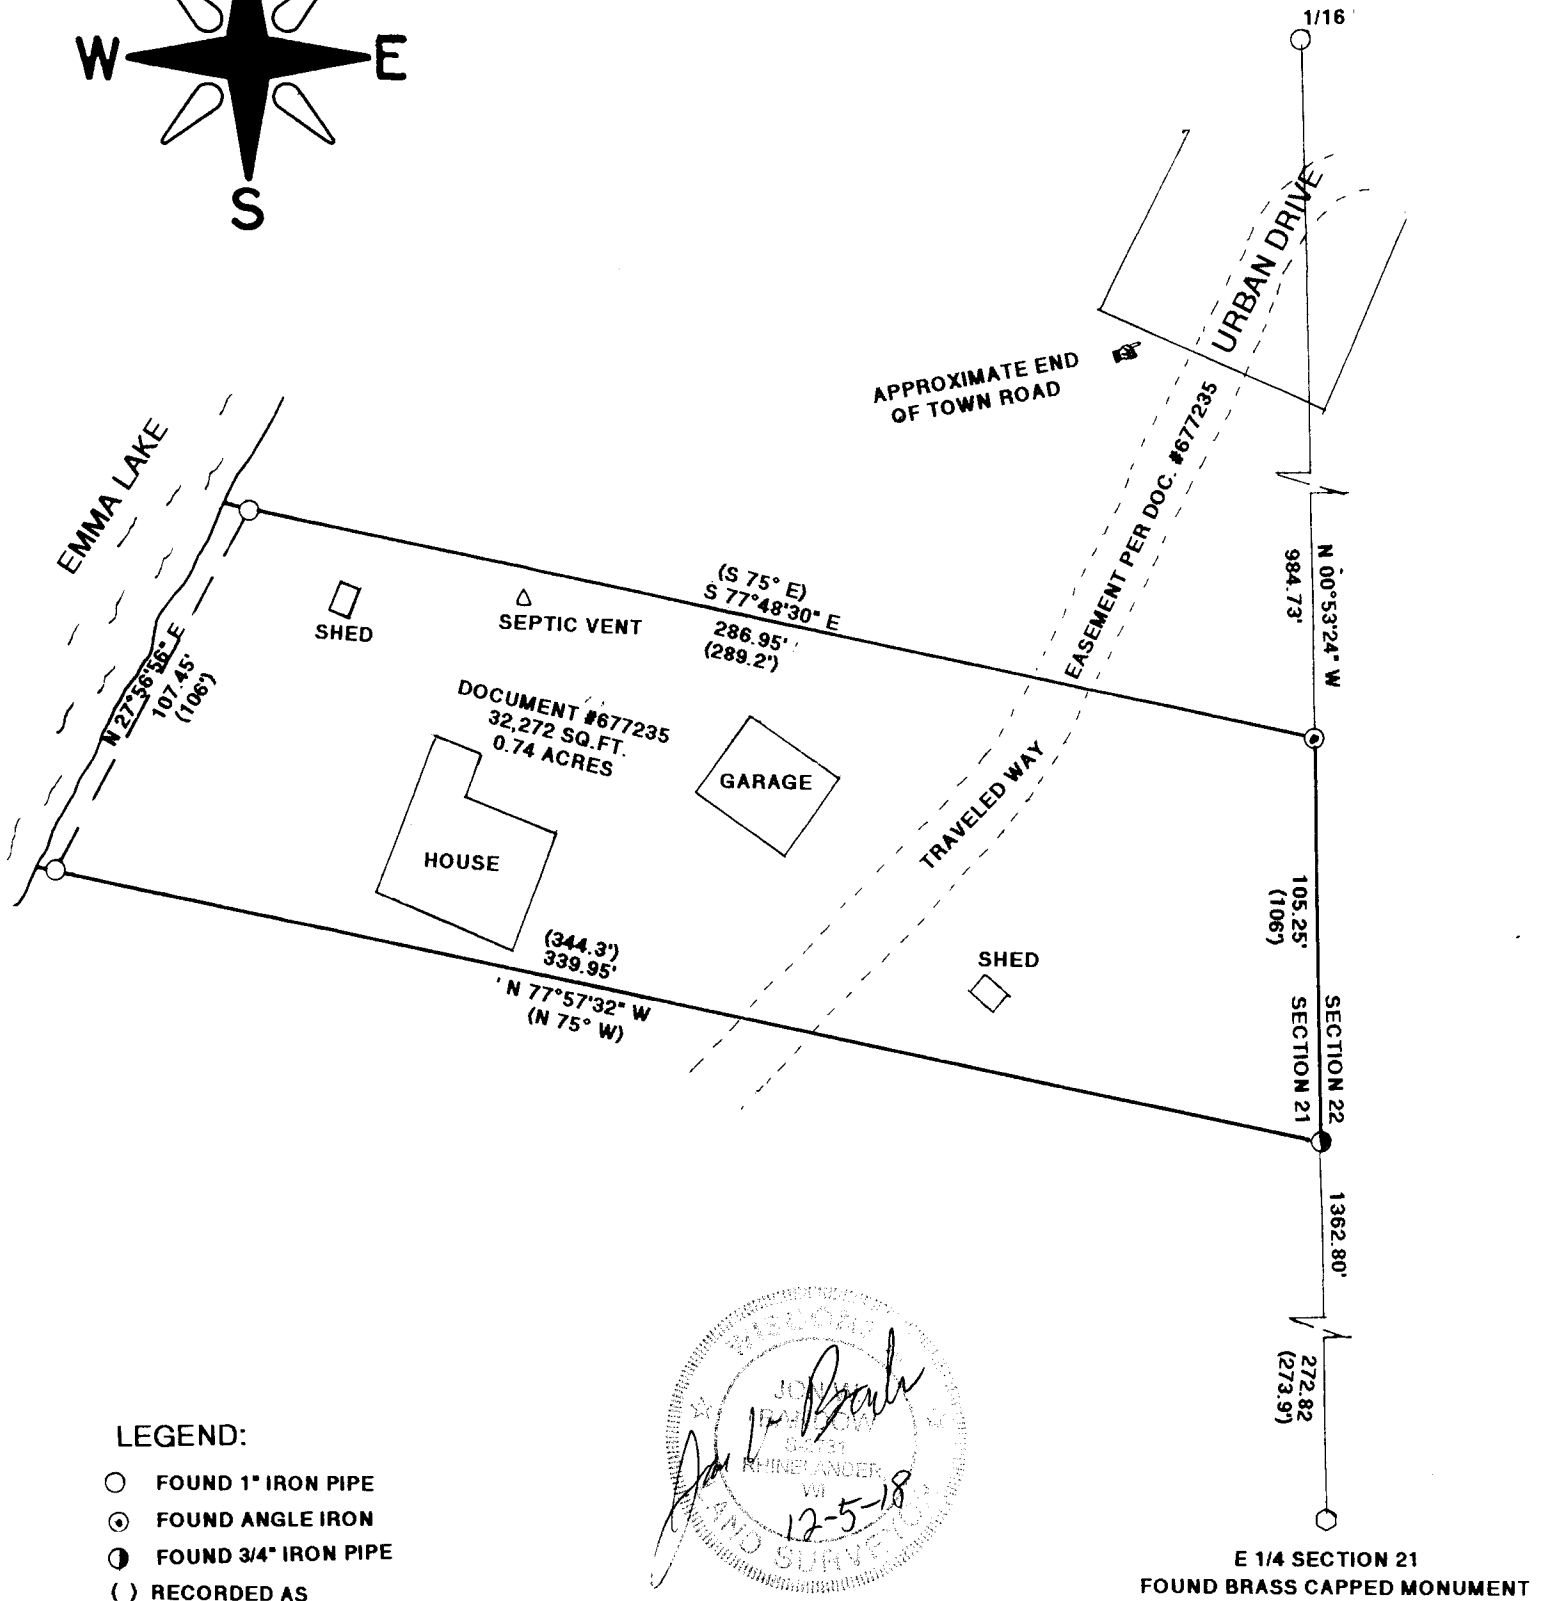 W
E
S
1/16
URBAN DRIVE
APPROXIMATE END
OF TOWN ROAD
EASEMENT PER DOC. #677235
EMMA LAKE
N 00°53'24" W
984.73'
(S 75° E)
S 77°48'30" E
286.95'
(289.2')
SHED
SEPTIC VENT
N 27°56'56" E
107.45'
(106')
DOCUMENT #677235
32,272 SQ.FT.
0.74 ACRES
GARAGE
TRAVELED WAY
HOUSE
105.25'
(106')
(344.3')
339.95'
N 77°57'32" W
(N 75° W)
SHED
SECTION 22
SECTION 21
1362.80'
272.82
(273.9')
WISCONSIN
JON W.
S-2731
RHINELANDER
WI
12-5-18
LAND SURVEYOR
LEGEND:
FOUND 1" IRON PIPE
FOUND ANGLE IRON
FOUND 3/4" IRON PIPE
( ) RECORDED AS
E 1/4 SECTION 21
FOUND BRASS CAPPED MONUMENT